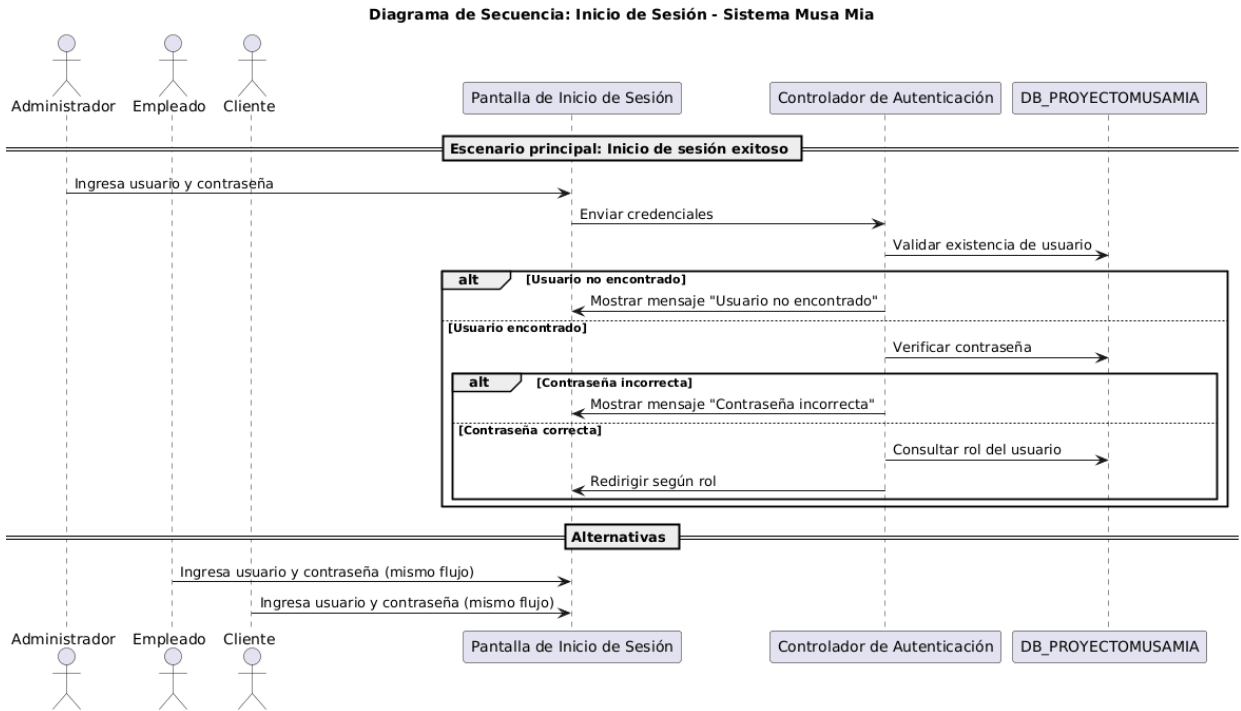 Diagrama de Secuencia: Inicio de Sesión - Sistema Musa Mia
Administrador
Empleado
Cliente
Pantalla de Inicio de Sesión
Controlador de Autenticación
DB_PROYECTOMUSAMIA
Escenario principal: Inicio de sesión exitoso
Ingresa usuario y contraseña
Enviar credenciales
Validar existencia de usuario
alt
[Usuario no encontrado]
Mostrar mensaje "Usuario no encontrado"
[Usuario encontrado]
Verificar contraseña
alt
[Contraseña incorrecta]
Mostrar mensaje "Contraseña incorrecta"
[Contraseña correcta]
Consultar rol del usuario
Redirigir según rol
Alternativas
Ingresa usuario y contraseña (mismo flujo)
Ingresa usuario y contraseña (mismo flujo)
Administrador
Empleado
Cliente
Pantalla de Inicio de Sesión
Controlador de Autenticación
DB_PROYECTOMUSAMIA